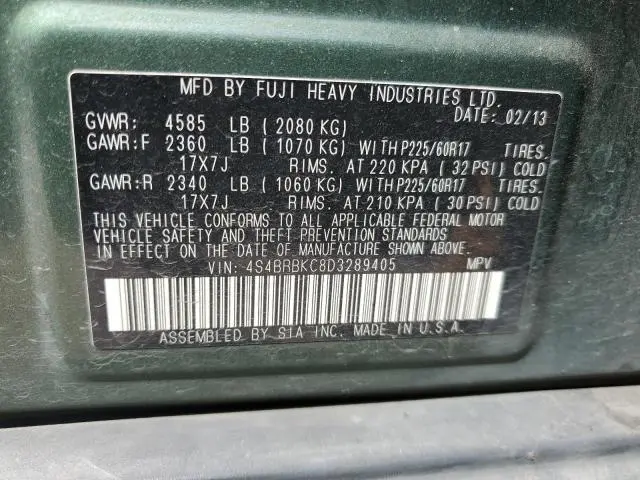 MFD BY FUJI HEAVY INDUSTRIES LTD.
DATE: 02/13
GVWR: 4585 LB ( 2080 KG)
GAWR:F 2360 LB ( 1070 KG) WITH P225/60R17 TIRES.
17X7J RIMS. AT 220 KPA ( 32 PSI) COLD
GAWR:R 2340 LB ( 1060 KG) WITH P225/60R17 TIRES.
17X7J RIMS. AT 210 KPA ( 30 PSI) COLD
THIS VEHICLE CONFORMS TO ALL APPLICABLE FEDERAL MOTOR
VEHICLE SAFETY AND THEFT PREVENTION STANDARDS
IN EFFECT ON THE DATE OF MANUFACTURE SHOWN ABOVE.
VIN: 4S4BRBKC8D3289405 MPV
ASSEMBLED BY SIA INC. MADE IN U.S.A.